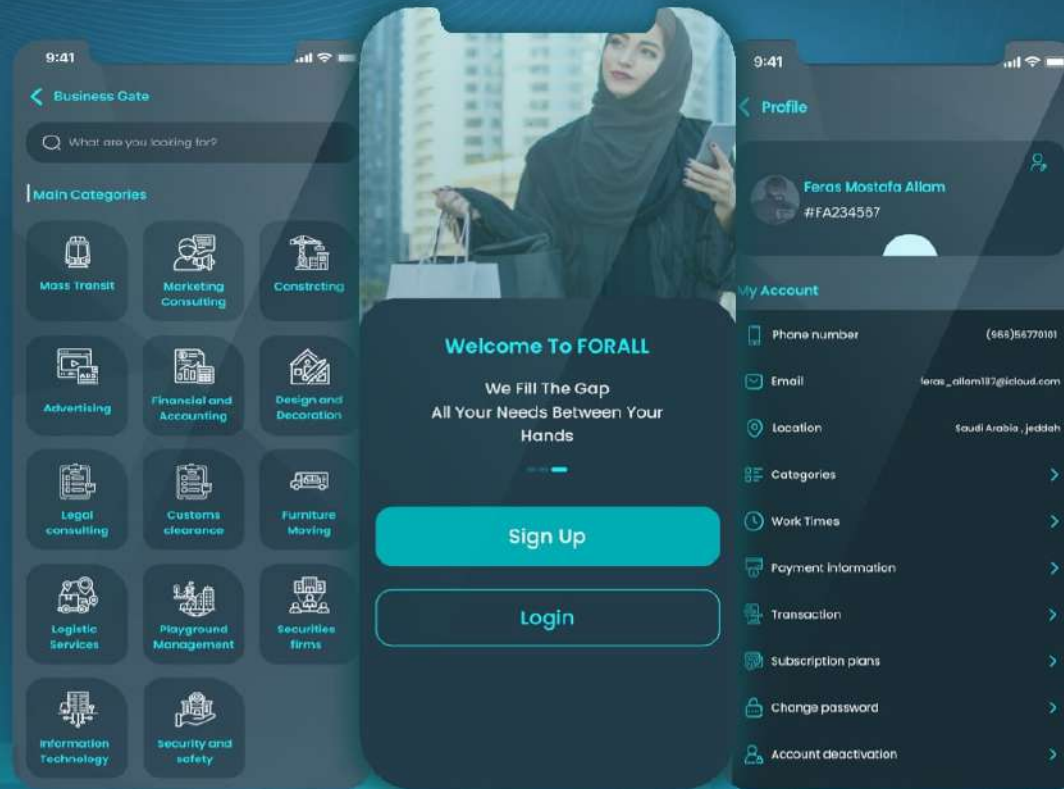 9:41
Business Gate
What are you looking for?
Main Categories
Mass Transit
Marketing
Consulting
Constrcting
Advertising
Financial and
Accounting
Design and
Decoration
Legal
consulting
Customs
clearance
Furniture
Moving
Logistic
Services
Playground
Management
Securities
firms
Information
Technology
Security and
safety
Welcome To FORALL
We Fill The Gap
All Your Needs Between Your
Hands
Sign Up
Login
9:41
Profile
Feras Mostafa Allam
#FA234567
My Account
Phone number
(966)56770101
Email
feras_allam187@icloud.com
Location
Saudi Arabia , jeddah
Categories
Work Times
Payment information
Transaction
Subscription plans
Change password
Account deactivation